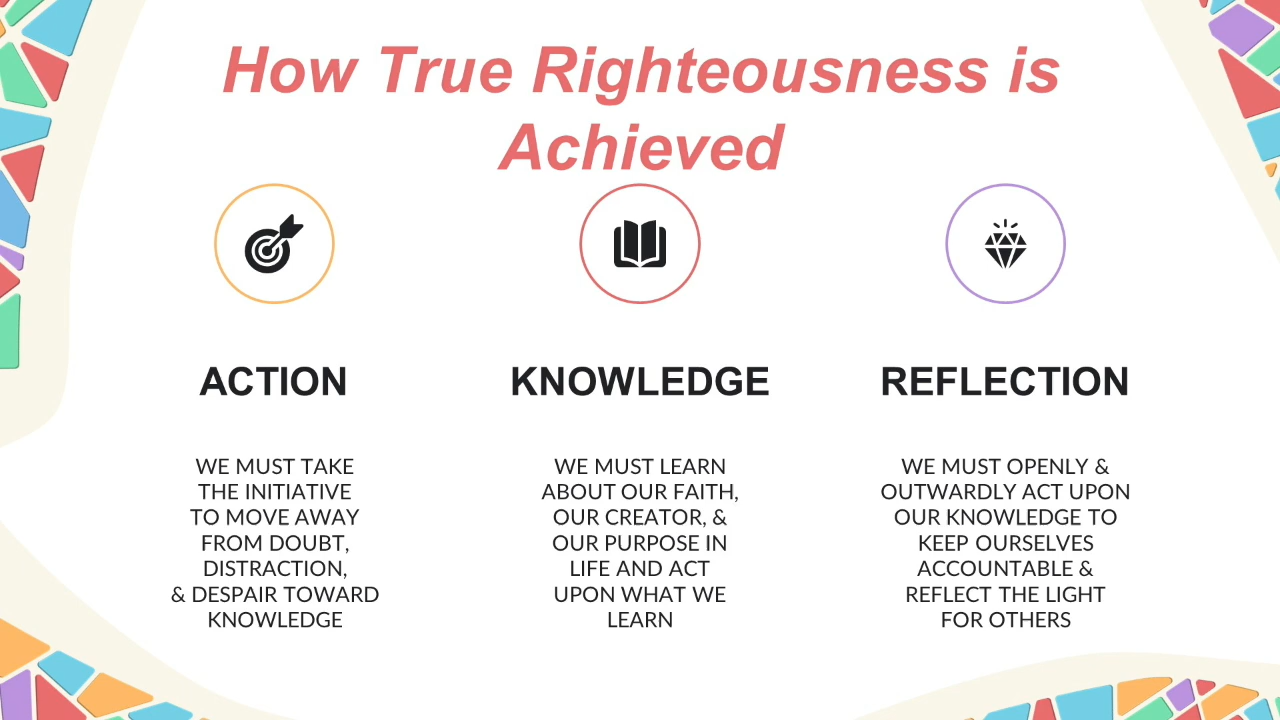 How True Righteousness is
Achieved
ACTION
WE MUST TAKE
THE INITIATIVE
TO MOVE AWAY
FROM DOUBT,
DISTRACTION,
& DESPAIR TOWARD
KNOWLEDGE
KNOWLEDGE
WE MUST LEARN
ABOUT OUR FAITH,
OUR CREATOR, &
OUR PURPOSE IN
LIFE AND ACT
UPON WHAT WE
LEARN
REFLECTION
WE MUST OPENLY &
OUTWARDLY ACT UPON
OUR KNOWLEDGE TO
KEEP OURSELVES
ACCOUNTABLE &
REFLECT THE LIGHT
FOR OTHERS